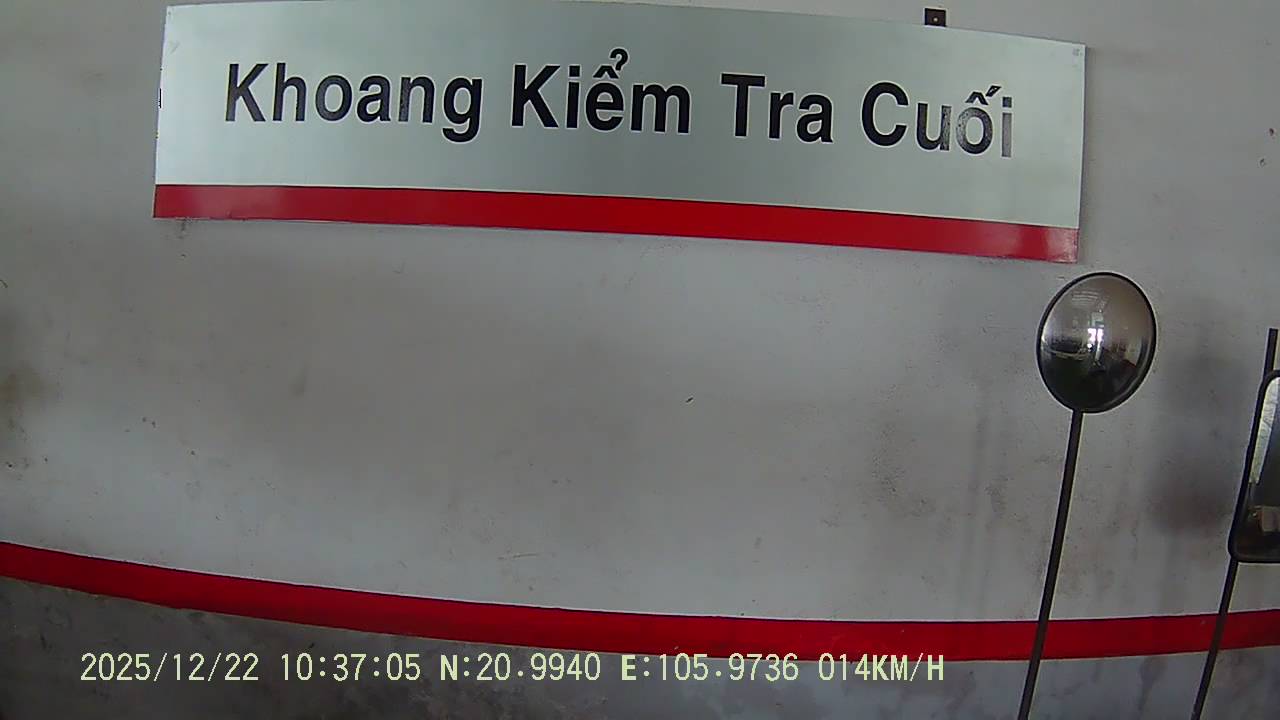 Khoang Kiểm Tra Cuối
2025/12/22 10:37:05 N:20.9940 E:105.9736 014KM/H